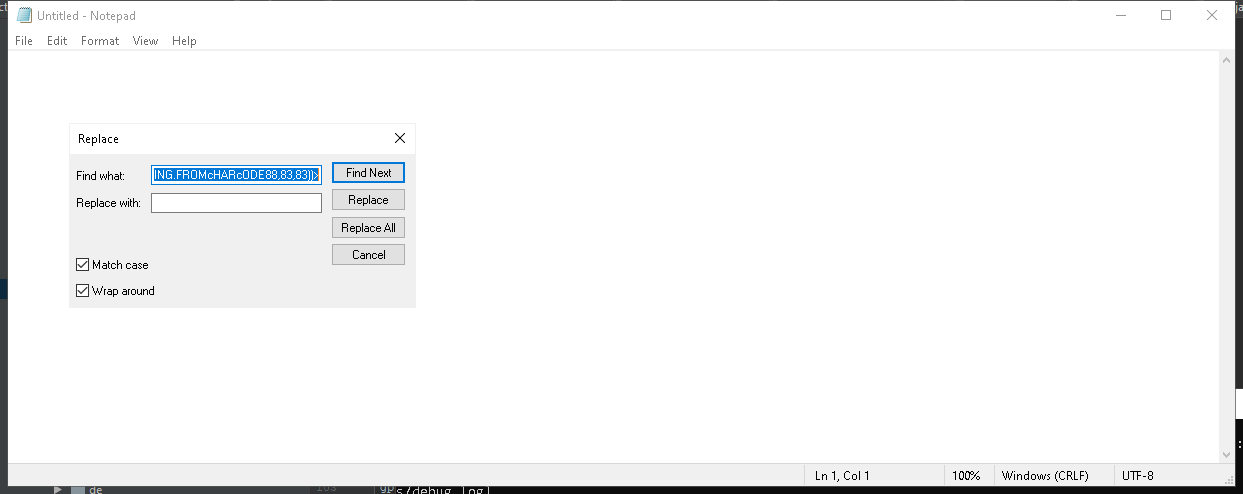 Untitled - Notepad
File Edit Format View Help
Replace
Find what: ING.FROMcHARcODE88,83,83))> Find Next
Replace with: Replace
Replace All
Cancel
Match case
Wrap around
Ln 1, Col 1 100% Windows (CRLF) UTF-8
de